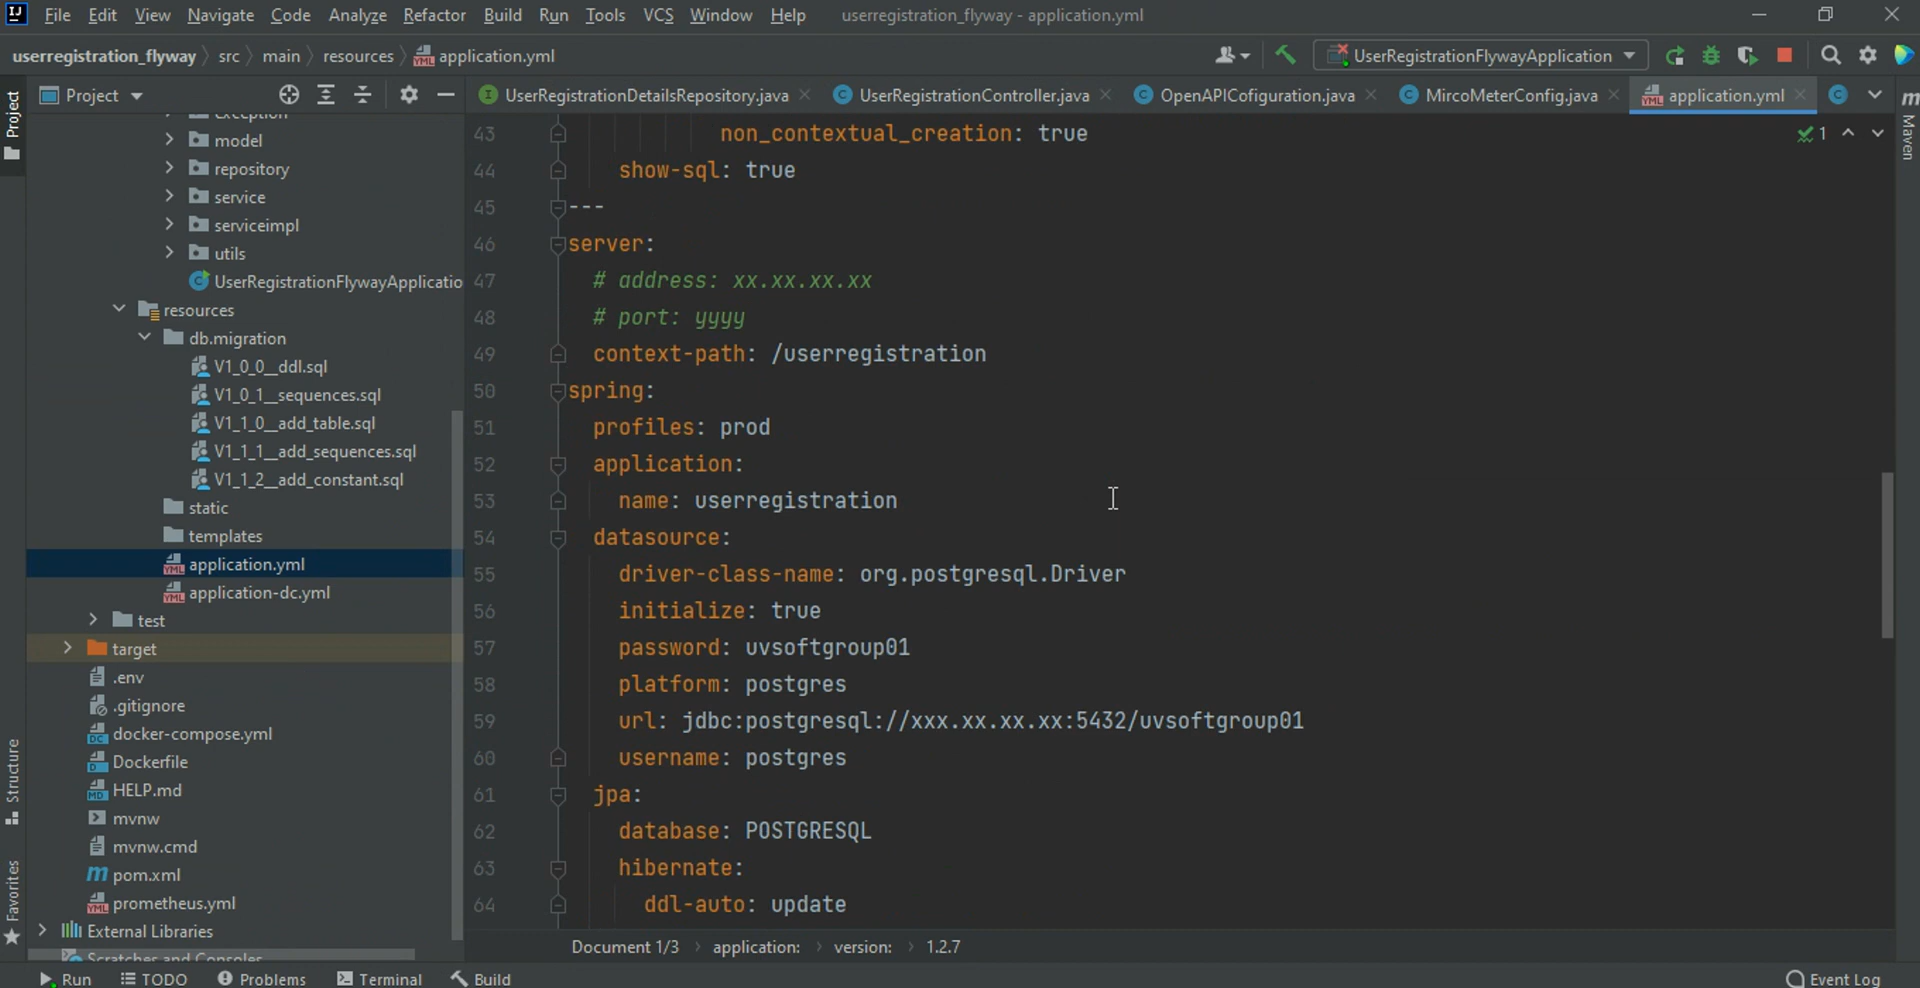 File Edit View Navigate Code Analyze Refactor Build Run Tools VCS Window Help userregistration_flyway - application.yml
userregistration_flyway src main resources application.yml UserRegistrationFlywayApplication
Project UserRegistrationDetailsRepository.java UserRegistrationController.java OpenAPICofiguration.java MircoMeterConfig.java application.yml
Project
Maven
Structure
Favorites
exception
model
repository
service
serviceimpl
utils
UserRegistrationFlywayApplicatio
resources
db.migration
V1_0_0__ddl.sql
V1_0_1__sequences.sql
V1_1_0__add_table.sql
V1_1_1__add_sequences.sql
V1_1_2__add_constant.sql
static
templates
application.yml
application-dc.yml
test
target
.env
.gitignore
docker-compose.yml
Dockerfile
HELP.md
mvnw
mvnw.cmd
pom.xml
prometheus.yml
External Libraries
Scratches and Consoles
43 non_contextual_creation: true 1
44 show-sql: true
45 ---
46 server:
47 # address: xx.xx.xx.xx
48 # port: yyyy
49 context-path: /userregistration
50 spring:
51 profiles: prod
52 application:
53 name: userregistration
54 datasource:
55 driver-class-name: org.postgresql.Driver
56 initialize: true
57 password: uvsoftgroup01
58 platform: postgres
59 url: jdbc:postgresql://xxx.xx.xx.xx:5432/uvsoftgroup01
60 username: postgres
61 jpa:
62 database: POSTGRESQL
63 hibernate:
64 ddl-auto: update
Document 1/3 application: version: 1.2.7
Run TODO Problems Terminal Build Event Log